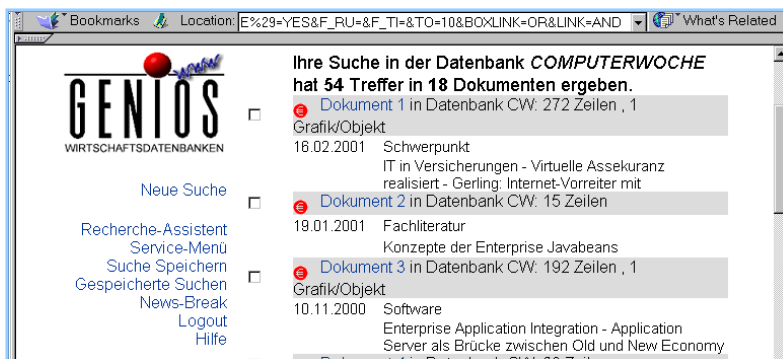 Bookmarks Location: E%29=YES&F_RU=&F_TI=&TO=10&BOXLINK=OR&LINK=AND What's Related
www
GENIOS
WIRTSCHAFTSDATENBANKEN
Neue Suche
Recherche-Assistent
Service-Menü
Suche Speichern
Gespeicherte Suchen
News-Break
Logout
Hilfe
Ihre Suche in der Datenbank COMPUTERWOCHE
hat 54 Treffer in 18 Dokumenten ergeben.
Dokument 1 in Datenbank CW: 272 Zeilen , 1
Grafik/Objekt
16.02.2001 Schwerpunkt
IT in Versicherungen - Virtuelle Assekuranz
realisiert - Gerling: Internet-Vorreiter mit
Dokument 2 in Datenbank CW: 15 Zeilen
19.01.2001 Fachliteratur
Konzepte der Enterprise Javabeans
Dokument 3 in Datenbank CW: 192 Zeilen , 1
Grafik/Objekt
10.11.2000 Software
Enterprise Application Integration - Application
Server als Brücke zwischen Old und New Economy